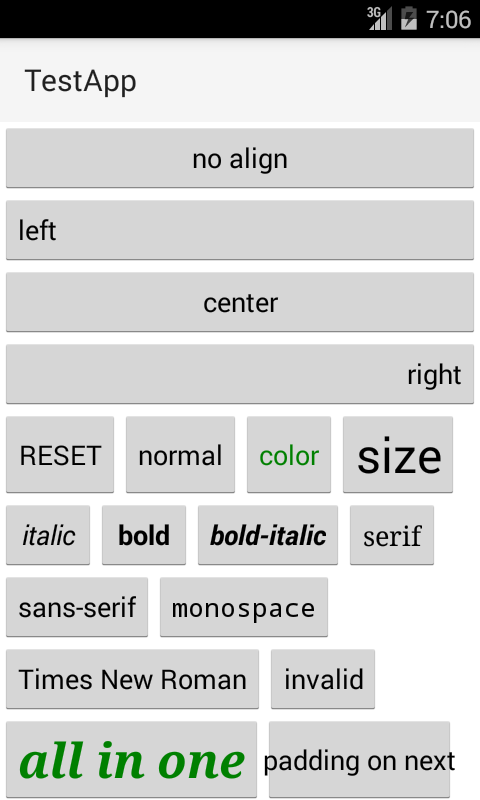 3G 7:06
TestApp
no align
left
center
right
RESET normal color size
italic bold bold-italic serif
sans-serif monospace
Times New Roman invalid
all in one padding on next